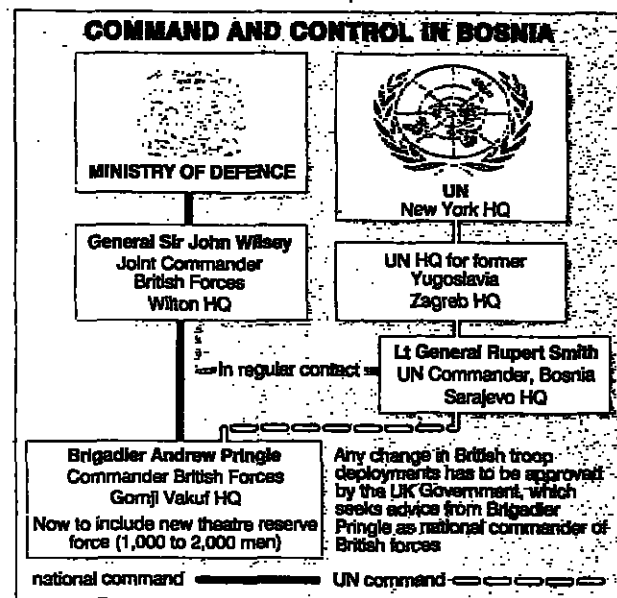 COMMAND AND CONTROL IN BOSNIA
MINISTRY OF DEFENCE
UN
New York HQ
General Sir John Willsey
Joint Commander
British Forces
Wilton HQ
UN HQ for former
Yugoslavia
Zagreb HQ
In regular contact
Lt General Rupert Smith
UN Commander, Bosnia
Sarajevo HQ
Brigadier Andrew Pringle
Commander British Forces
Gornji Vakuf HQ
Now to include new theatre reserve
force (1,000 to 2,000 men)
Any change in British troop
deployments has to be approved
by the UK Government, which
seeks advice from Brigadier
Pringle as national commander of
British forces
national command
UN command